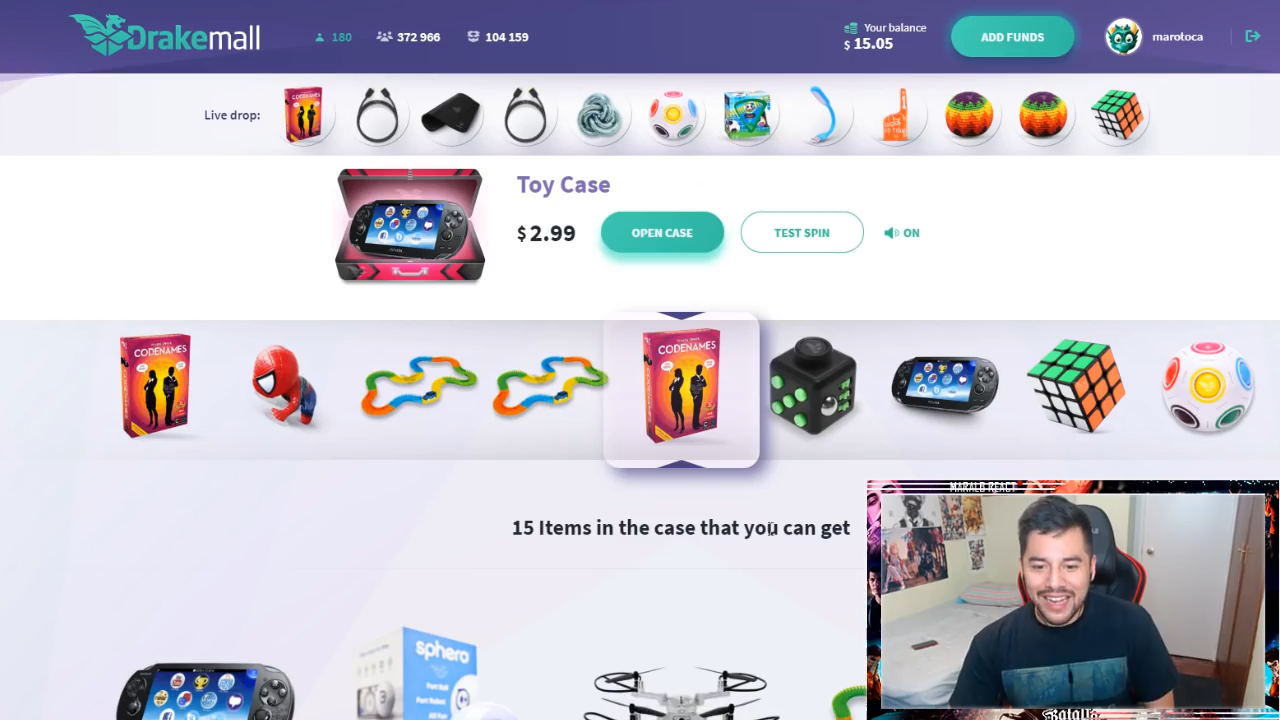 Drakemall
180
372 966
104 159
Your balance
$ 15.05
ADD FUNDS
marotoca
Live drop:
Toy Case
$ 2.99
OPEN CASE
TEST SPIN
ON
CODENAMES
CODENAMES
15 Items in the case that you can get
sphero